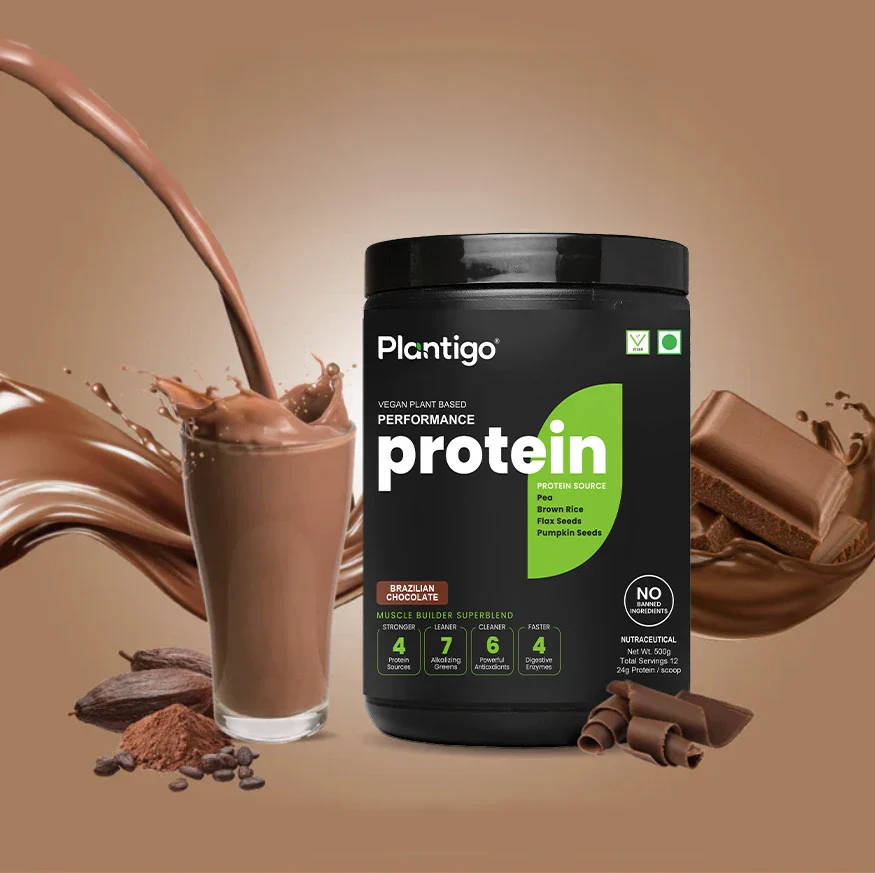 Plantigo®
VEGAN
VEGAN PLANT BASED
PERFORMANCE
protein
PROTEIN SOURCE
Pea
Brown Rice
Flax Seeds
Pumpkin Seeds
BRAZILIAN
CHOCOLATE
MUSCLE BUILDER SUPERBLEND
STRONGER
4
Protein
Sources
LEANER
7
Alkalizing
Greens
CLEANER
6
Powerful
Antioxidants
FASTER
4
Digestive
Enzymes
NO
BANNED
INGREDIENTS
NUTRACEUTICAL
Net Wt. 500g
Total Servings 12
24g Protein / scoop